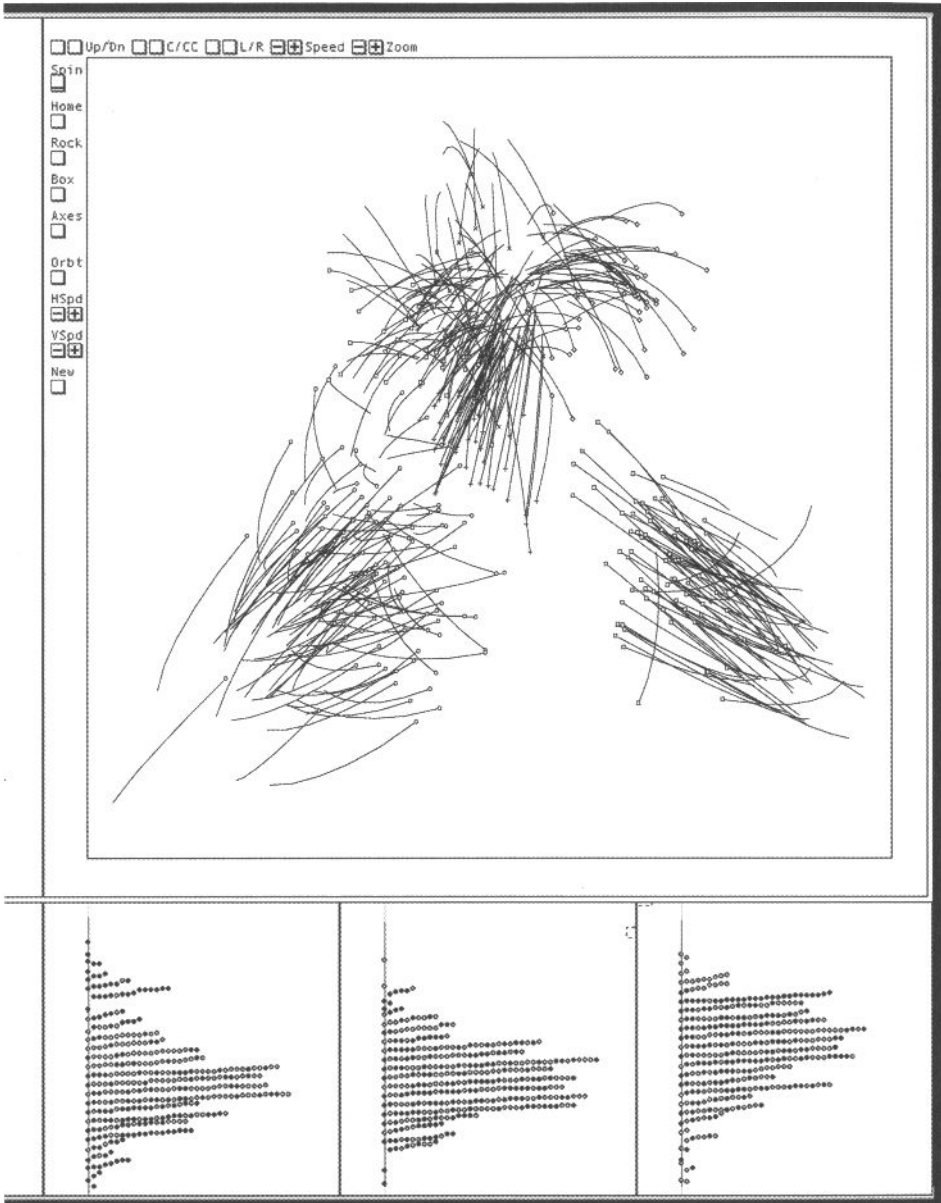 Up/Dn C/CC L/R - + Speed - + Zoom
Spin
Home
Rock
Box
Axes
Orbt
HSpd
- +
VSpd
- +
New